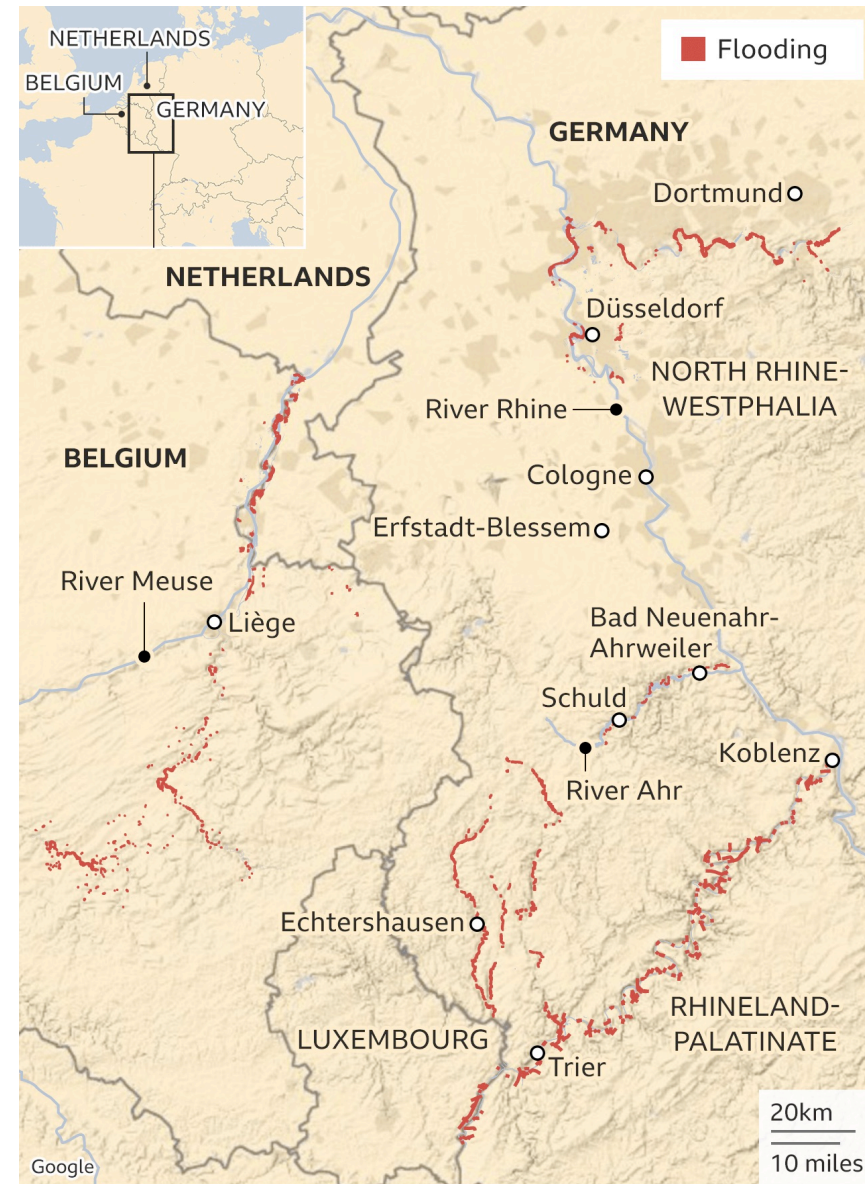 NETHERLANDS
BELGIUM
GERMANY
Flooding
GERMANY
Dortmund
NETHERLANDS
Düsseldorf
NORTH RHINE-
WESTPHALIA
River Rhine
BELGIUM
Cologne
Erfstadt-Blessem
River Meuse
Liège
Bad Neuenahr-
Ahrweiler
Schuld
Koblenz
River Ahr
Echtershausen
RHINELAND-
PALATINATE
LUXEMBOURG
Trier
20km
10 miles
Google